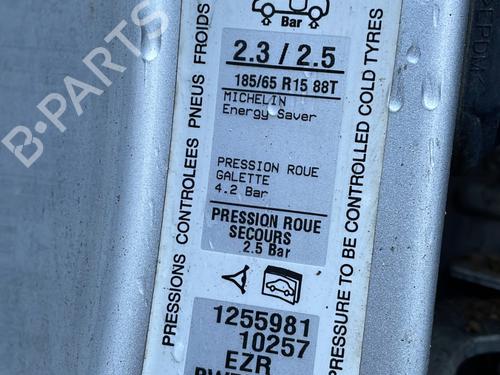 Bar
2.3 / 2.5
185/65 R15 88T
MICHELIN
Energy Saver
PRESSION ROUE
GALETTE
4.2 Bar
PRESSION ROUE
SECOURS
2.5 Bar
1255981
10257
EZR
PRESSIONS CONTROLEES PNEUS FROIDS
PRESSURE TO BE CONTROLLED COLD TYRES